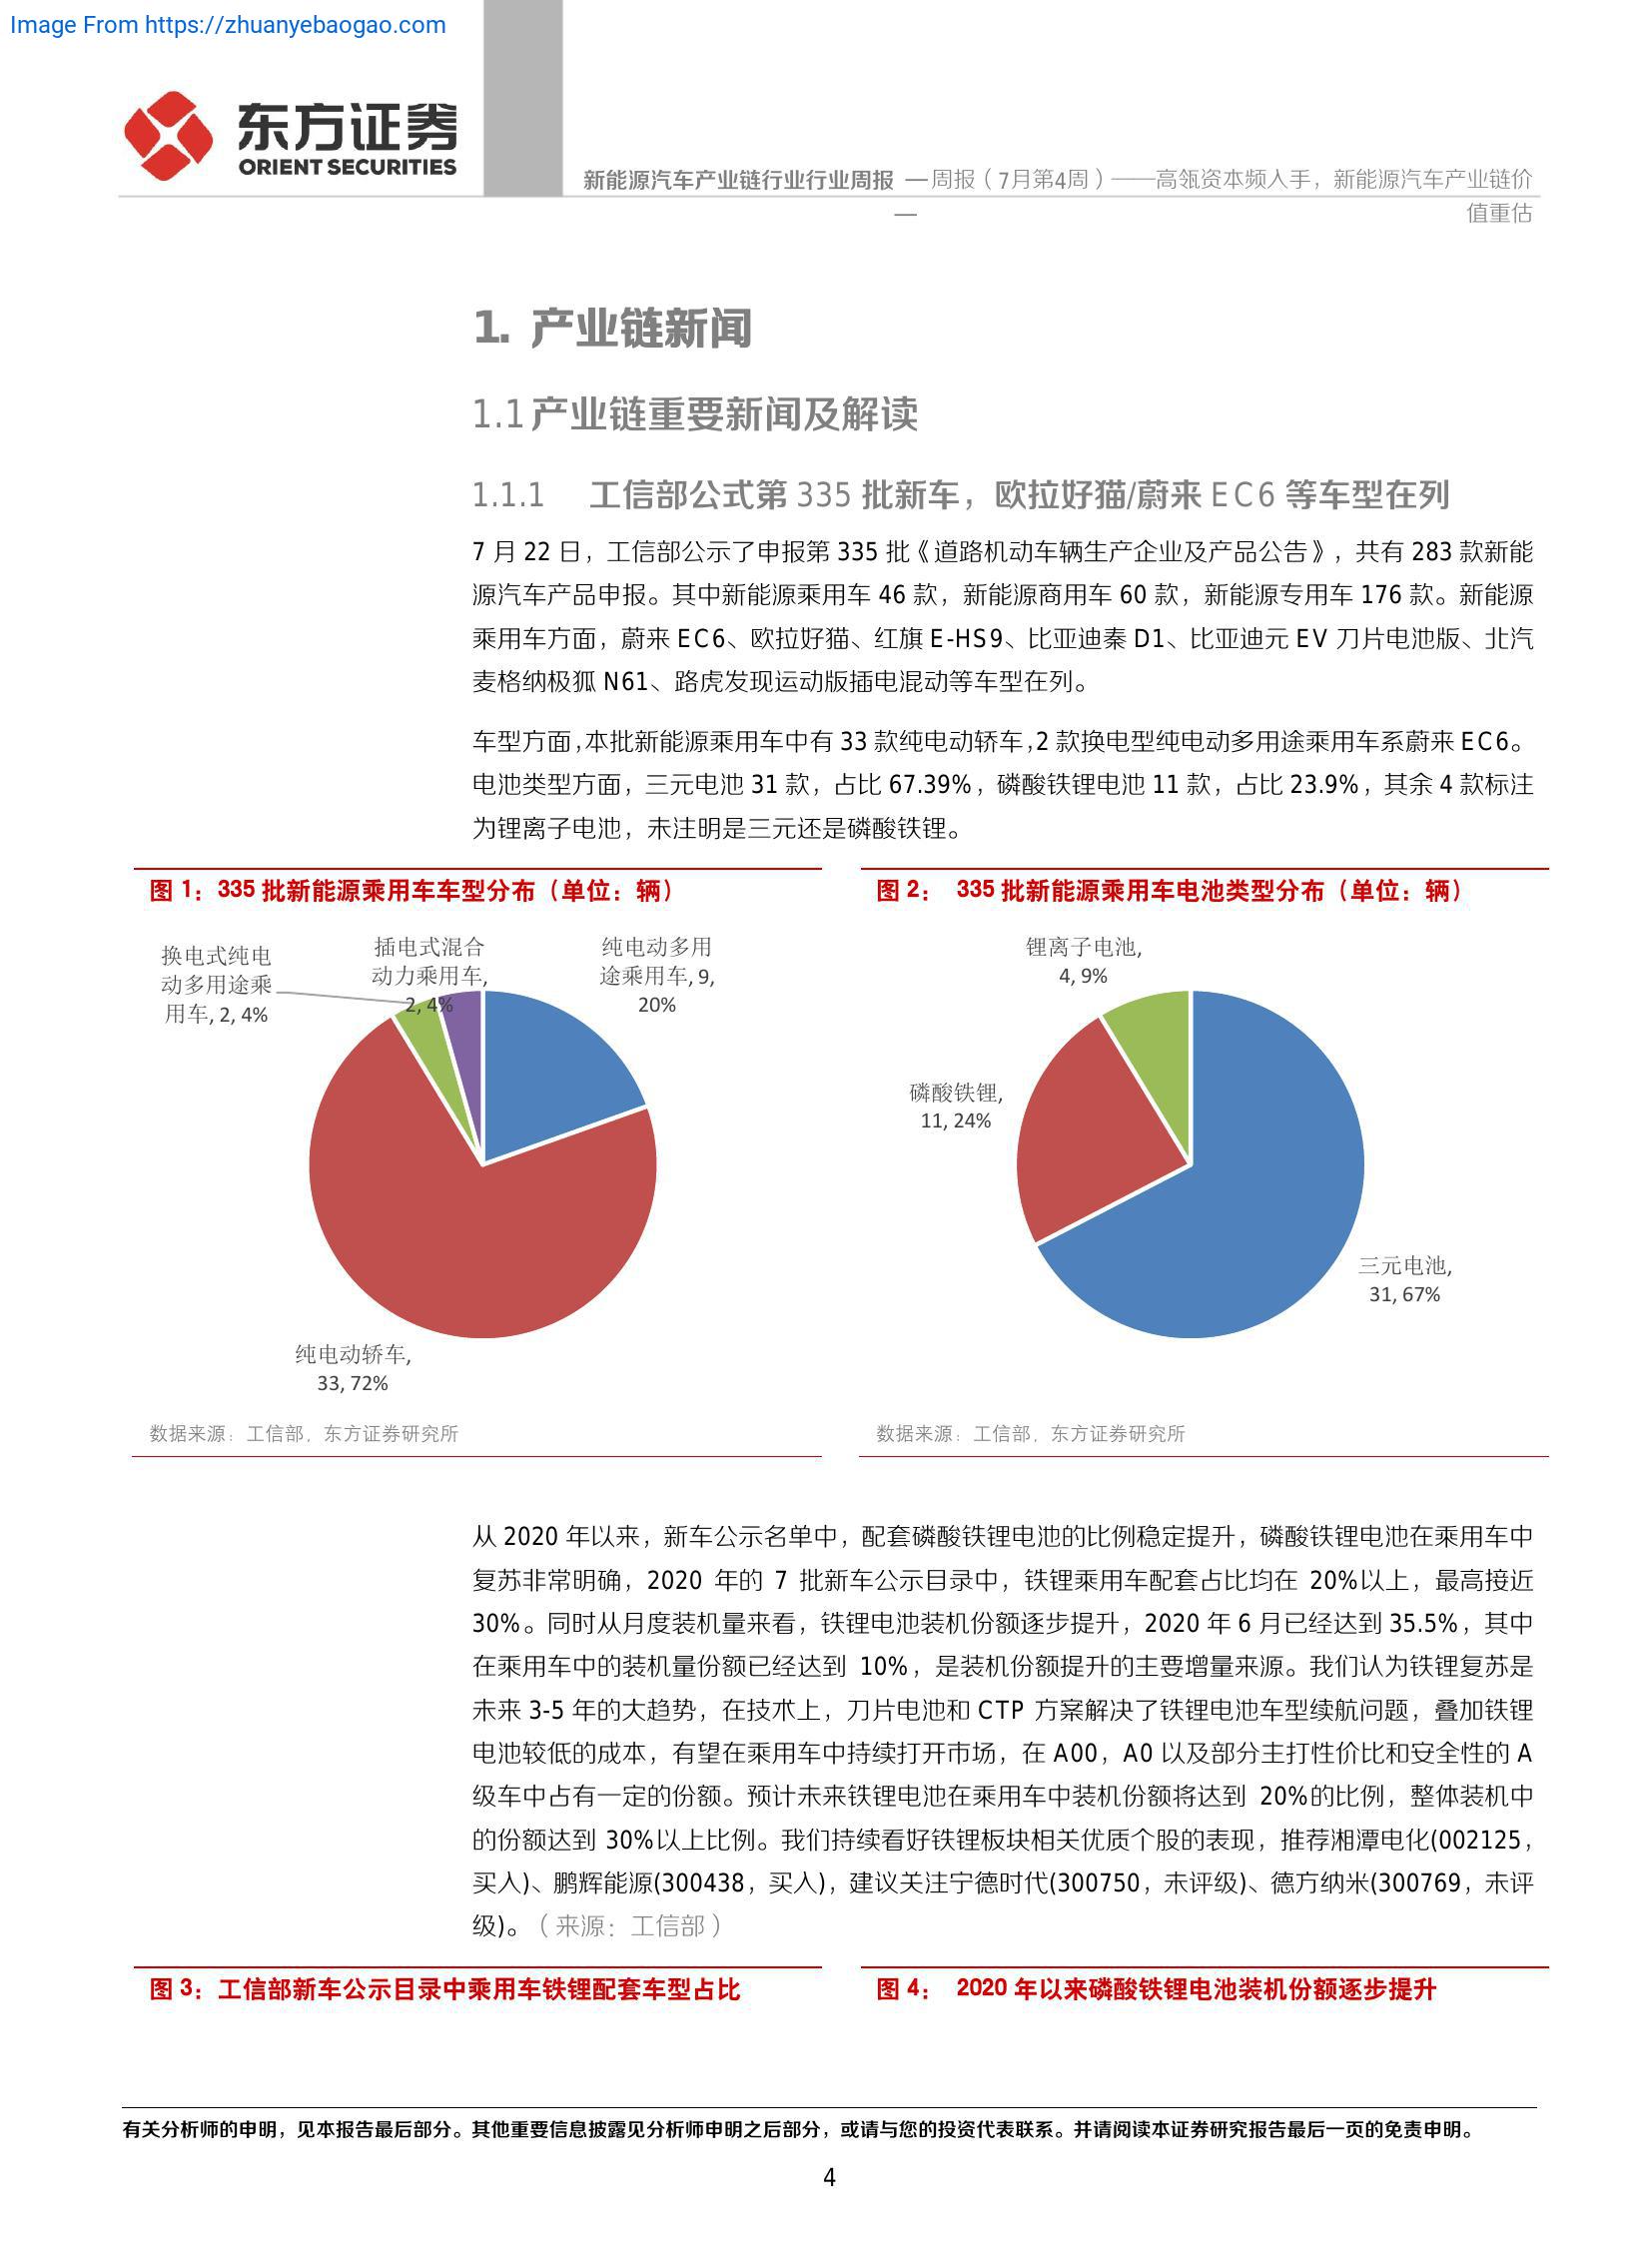 Image From https://zhuanyebaogao.com
东方证券
ORIENT SECURITIES
新能源汽车产业链行业行业周报 —周报（7月第4周）——高瓴资本频入手，新能源汽车产业链价
— 值重估
1. 产业链新闻
1.1产业链重要新闻及解读
1.1.1 工信部公式第 335 批新车，欧拉好猫/蔚来 EC6 等车型在列
7 月 22 日，工信部公示了申报第 335 批《道路机动车辆生产企业及产品公告》，共有 283 款新能
源汽车产品申报。其中新能源乘用车 46 款，新能源商用车 60 款，新能源专用车 176 款。新能源
乘用车方面，蔚来 EC6、欧拉好猫、红旗 E-HS9、比亚迪秦 D1、比亚迪元 EV 刀片电池版、北汽
麦格纳极狐 N61、路虎发现运动版插电混动等车型在列。
车型方面，本批新能源乘用车中有 33 款纯电动轿车，2 款换电型纯电动多用途乘用车系蔚来 EC6。
电池类型方面，三元电池 31 款，占比 67.39%，磷酸铁锂电池 11 款，占比 23.9%，其余 4 款标注
为锂离子电池，未注明是三元还是磷酸铁锂。
图 1：335 批新能源乘用车车型分布（单位：辆）
换电式纯电
动多用途乘
用车, 2, 4%
插电式混合
动力乘用车,
2, 4%
纯电动多用
途乘用车, 9,
20%
纯电动轿车,
33, 72%
数据来源：工信部，东方证券研究所
图 2： 335 批新能源乘用车电池类型分布（单位：辆）
锂离子电池,
4, 9%
磷酸铁锂,
11, 24%
三元电池,
31, 67%
数据来源：工信部，东方证券研究所
从 2020 年以来，新车公示名单中，配套磷酸铁锂电池的比例稳定提升，磷酸铁锂电池在乘用车中
复苏非常明确，2020 年的 7 批新车公示目录中，铁锂乘用车配套占比均在 20%以上，最高接近
30%。同时从月度装机量来看，铁锂电池装机份额逐步提升，2020 年 6 月已经达到 35.5%，其中
在乘用车中的装机量份额已经达到 10%，是装机份额提升的主要增量来源。我们认为铁锂复苏是
未来 3-5 年的大趋势，在技术上，刀片电池和 CTP 方案解决了铁锂电池车型续航问题，叠加铁锂
电池较低的成本，有望在乘用车中持续打开市场，在 A00，A0 以及部分主打性价比和安全性的 A
级车中占有一定的份额。预计未来铁锂电池在乘用车中装机份额将达到 20%的比例，整体装机中
的份额达到 30%以上比例。我们持续看好铁锂板块相关优质个股的表现，推荐湘潭电化(002125，
买入)、鹏辉能源(300438，买入)，建议关注宁德时代(300750，未评级)、德方纳米(300769，未评
级)。（来源：工信部）
图 3：工信部新车公示目录中乘用车铁锂配套车型占比
图 4： 2020 年以来磷酸铁锂电池装机份额逐步提升
有关分析师的申明，见本报告最后部分。其他重要信息披露见分析师申明之后部分，或请与您的投资代表联系。并请阅读本证券研究报告最后一页的免责申明。
4